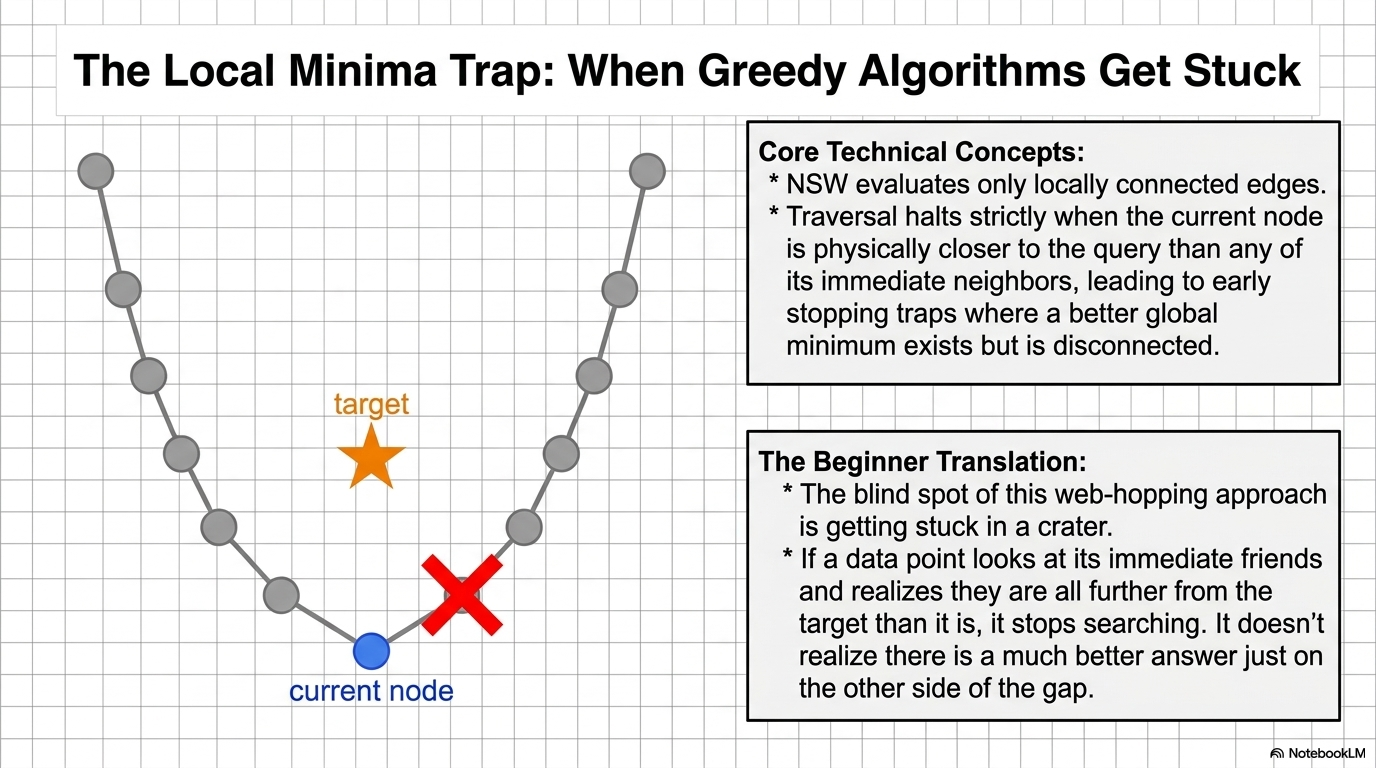 The Local Minima Trap: When Greedy Algorithms Get Stuck
target
current node
Core Technical Concepts:
* NSW evaluates only locally connected edges.
* Traversal halts strictly when the current node
is physically closer to the query than any of
its immediate neighbors, leading to early
stopping traps where a better global
minimum exists but is disconnected.
The Beginner Translation:
* The blind spot of this web-hopping approach
is getting stuck in a crater.
* If a data point looks at its immediate friends
and realizes they are all further from the
target than it is, it stops searching. It doesn't
realize there is a much better answer just on
the other side of the gap.
NotebookLM